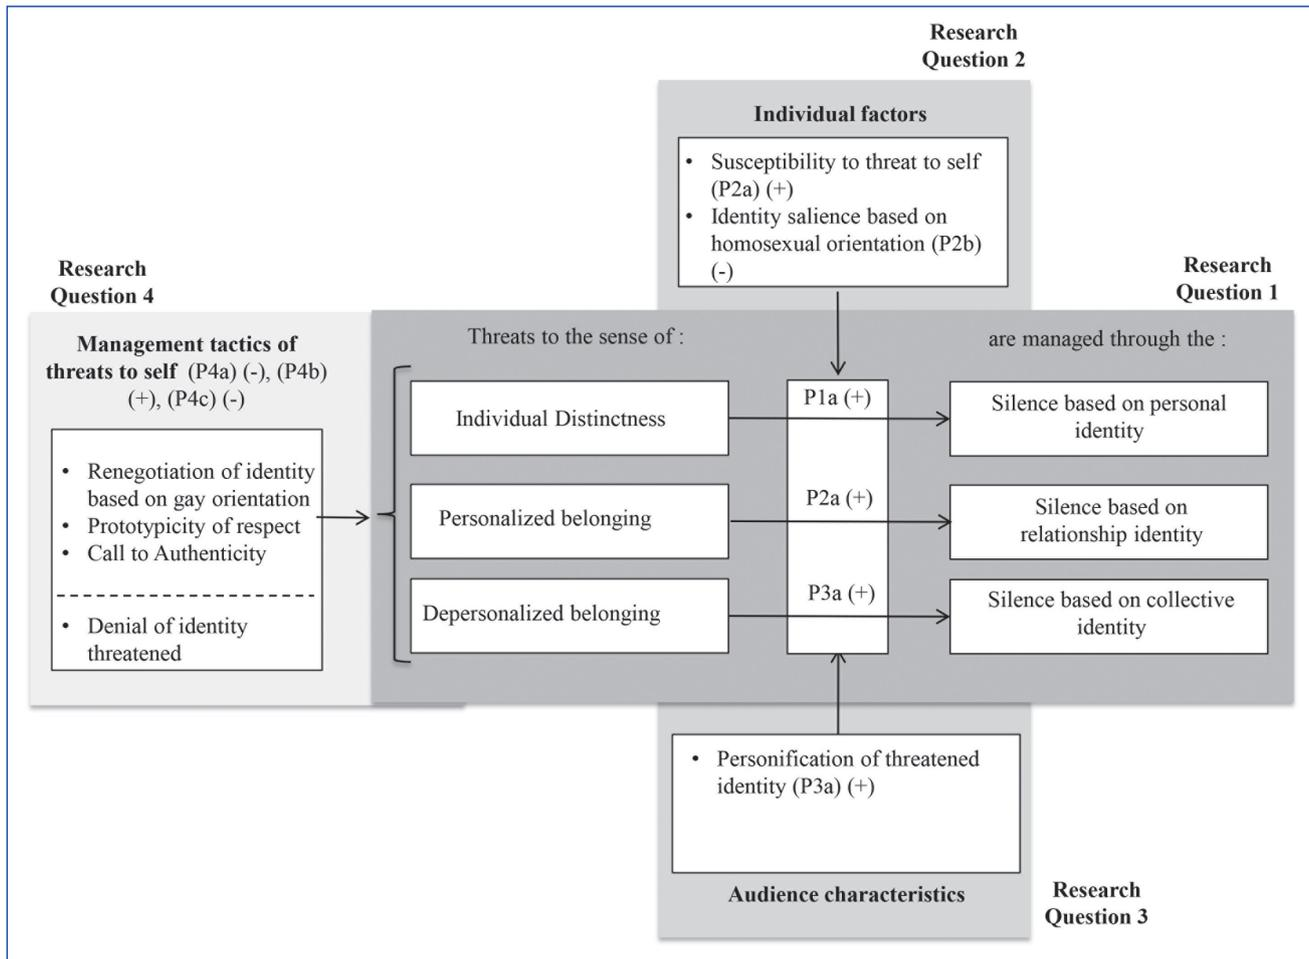 Research
Question 2
Individual factors
• Susceptibility to threat to self
(P2a) (+)
• Identity salience based on
homosexual orientation (P2b)
(-)
Research
Question 4
Research
Question 1
Management tactics of
threats to self (P4a) (-), (P4b)
(+), (P4c) (-)
• Renegotiation of identity
based on gay orientation
• Prototypicity of respect
• Call to Authenticity
• Denial of identity
threatened
Threats to the sense of :
are managed through the :
Individual Distinctness
P1a (+)
Silence based on personal
identity
Personalized belonging
P2a (+)
Silence based on
relationship identity
Depersonalized belonging
P3a (+)
Silence based on collective
identity
• Personification of threatened
identity (P3a) (+)
Audience characteristics
Research
Question 3